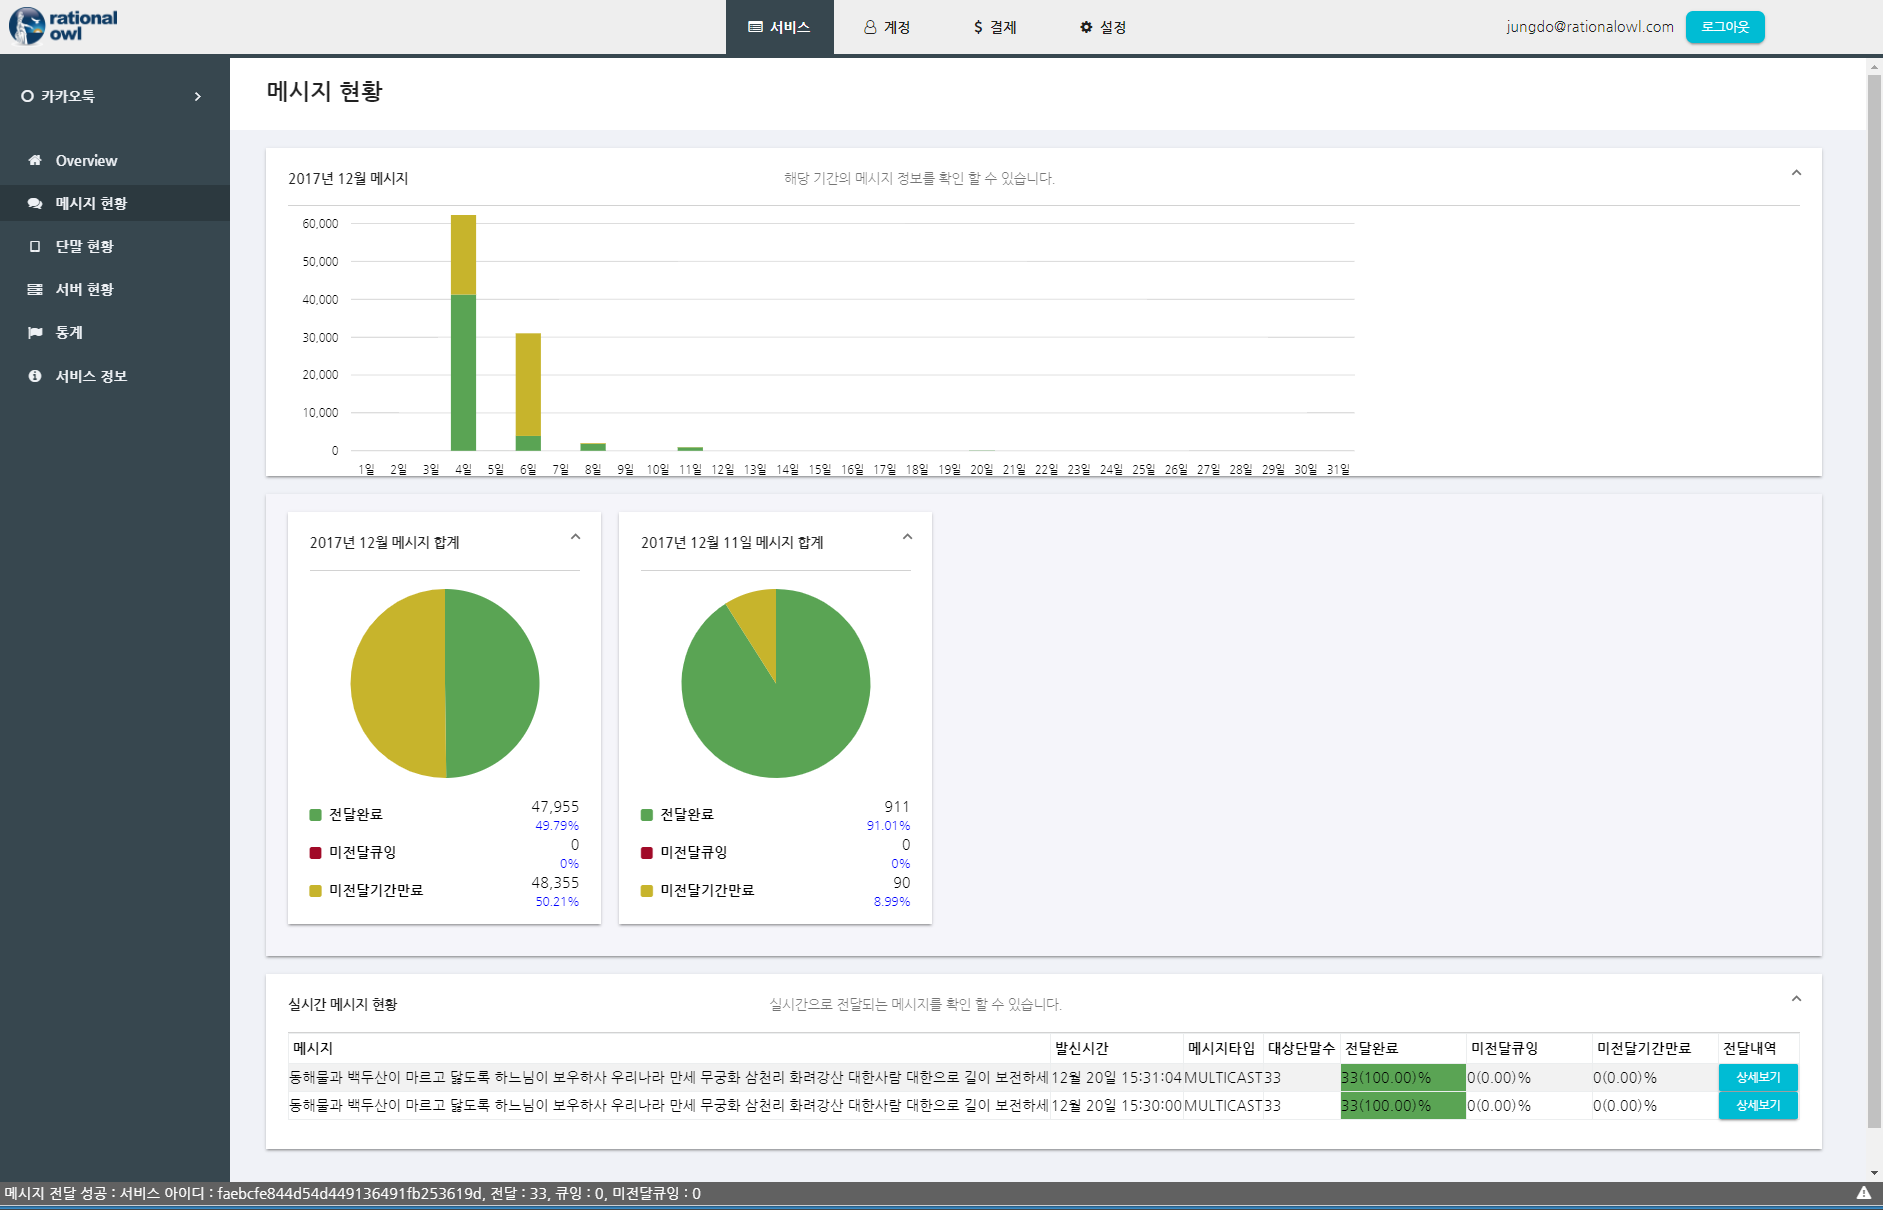 rational
owl
서비스
계정
$ 결제
설정
jungdo@rationalowl.com
로그아웃
카카오톡
Overview
메시지 현황
단말 현황
서버 현황
통계
서비스 정보
메시지 현황
2017년 12월 메시지
해당 기간의 메시지 정보를 확인 할 수 있습니다.
60,000
50,000
40,000
30,000
20,000
10,000
0
1일 2일 3일 4일 5일 6일 7일 8일 9일 10일 11일 12일 13일 14일 15일 16일 17일 18일 19일 20일 21일 22일 23일 24일 25일 26일 27일 28일 29일 30일 31일
2017년 12월 메시지 합계
전달완료 47,955
49.79%
미전달큐잉 0
0%
미전달기간만료 48,355
50.21%
2017년 12월 11일 메시지 합계
전달완료 911
91.01%
미전달큐잉 0
0%
미전달기간만료 90
8.99%
실시간 메시지 현황
실시간으로 전달되는 메시지를 확인 할 수 있습니다.
메시지 발신시간 메시지타입 대상단말수 전달완료 미전달큐잉 미전달기간만료 전달내역
동해물과 백두산이 마르고 닳도록 하느님이 보우하사 우리나라 만세 무궁화 삼천리 화려강산 대한사람 대한으로 길이 보전하세 12월 20일 15:31:04 MULTICAST 33 33(100.00)% 0(0.00)% 0(0.00)% 상세보기
동해물과 백두산이 마르고 닳도록 하느님이 보우하사 우리나라 만세 무궁화 삼천리 화려강산 대한사람 대한으로 길이 보전하세 12월 20일 15:30:00 MULTICAST 33 33(100.00)% 0(0.00)% 0(0.00)% 상세보기
메시지 전달 성공 : 서비스 아이디 : faebcfe844d54d449136491fb253619d, 전달 : 33, 큐잉 : 0, 미전달큐잉 : 0